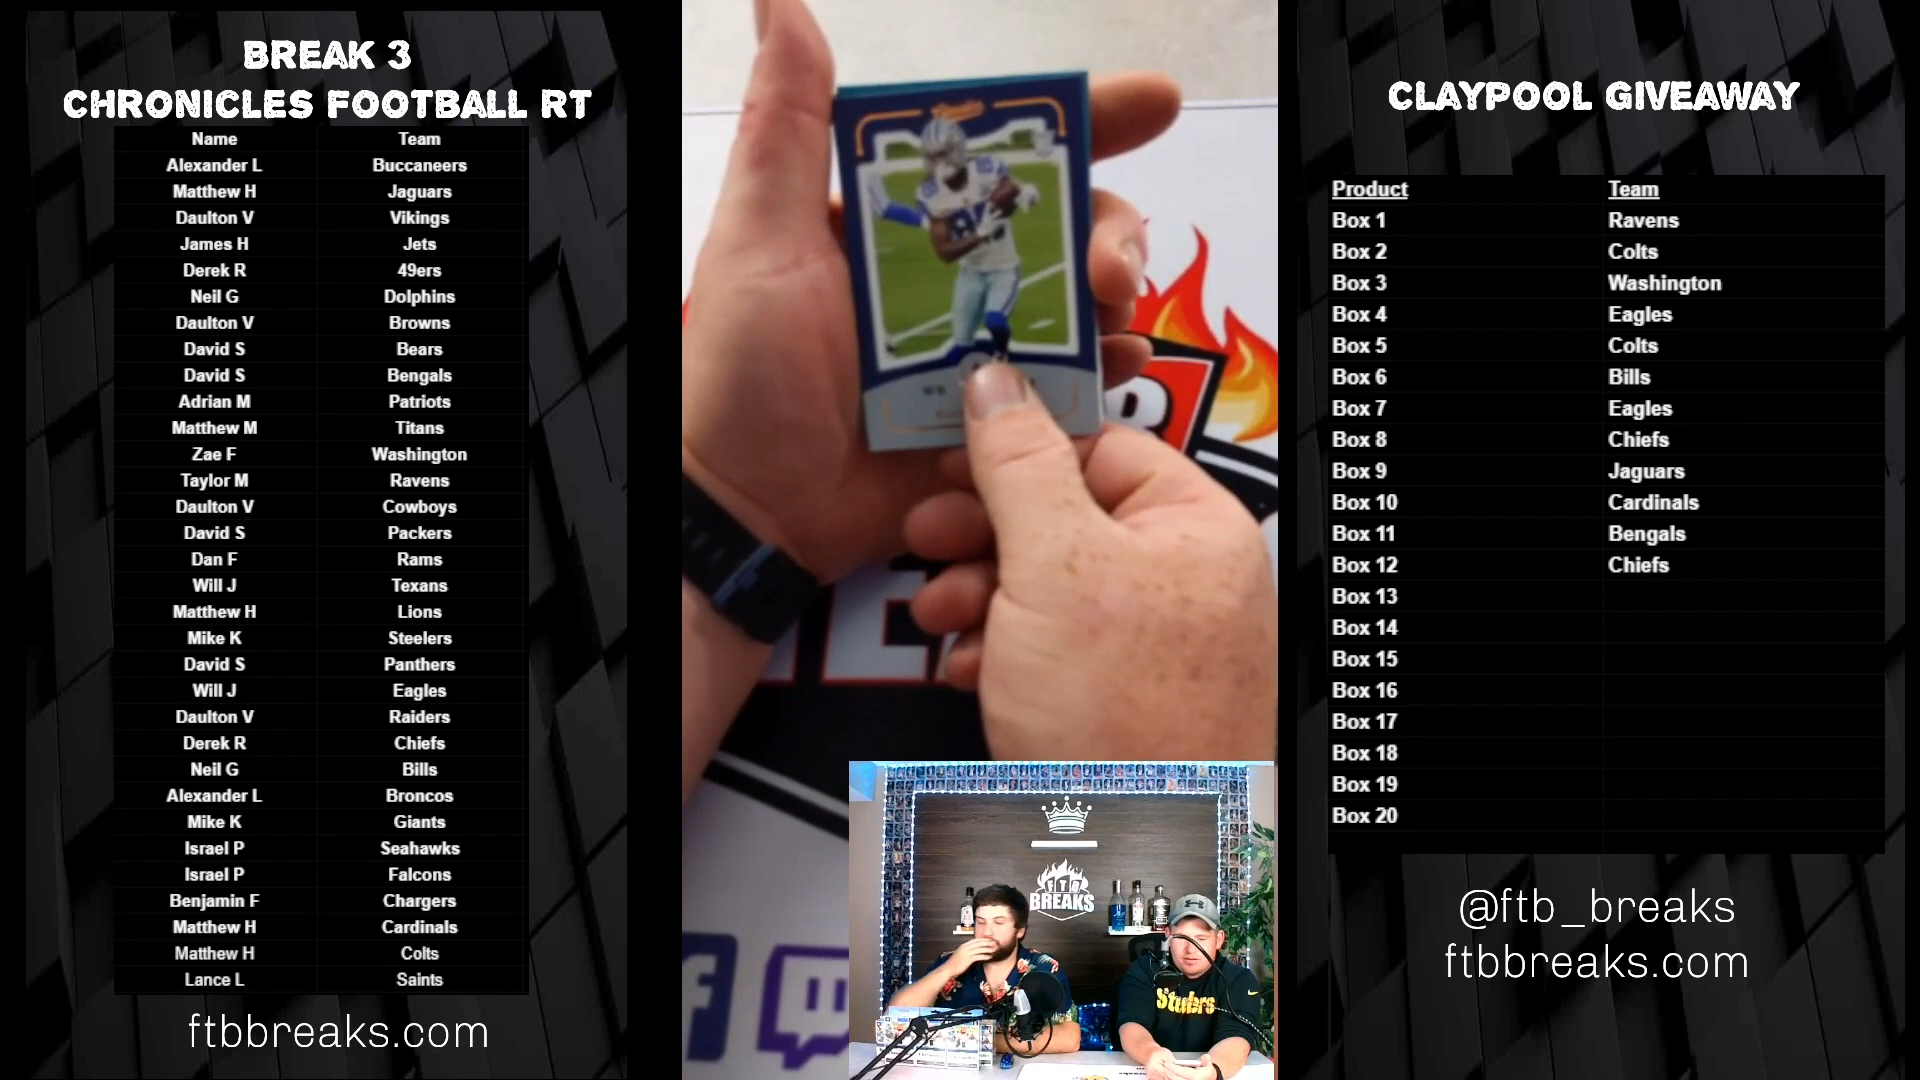 BREAK 3
CHRONICLES FOOTBALL RT
Name Team
Alexander L Buccaneers
Matthew H Jaguars
Daulton V Vikings
James H Jets
Derek R 49ers
Neil G Dolphins
Daulton V Browns
David S Bears
David S Bengals
Adrian M Patriots
Matthew M Titans
Zae F Washington
Taylor M Ravens
Daulton V Cowboys
David S Packers
Dan F Rams
Will J Texans
Matthew H Lions
Mike K Steelers
David S Panthers
Will J Eagles
Daulton V Raiders
Derek R Chiefs
Neil G Bills
Alexander L Broncos
Mike K Giants
Israel P Seahawks
Israel P Falcons
Benjamin F Chargers
Matthew H Cardinals
Matthew H Colts
Lance L Saints
ftbbreaks.com
WR
FTB
BREAKS
Steelers
CLAYPOOL GIVEAWAY
Product Team
Box 1 Ravens
Box 2 Colts
Box 3 Washington
Box 4 Eagles
Box 5 Colts
Box 6 Bills
Box 7 Eagles
Box 8 Chiefs
Box 9 Jaguars
Box 10 Cardinals
Box 11 Bengals
Box 12 Chiefs
Box 13
Box 14
Box 15
Box 16
Box 17
Box 18
Box 19
Box 20
@ftb_breaks
ftbbreaks.com